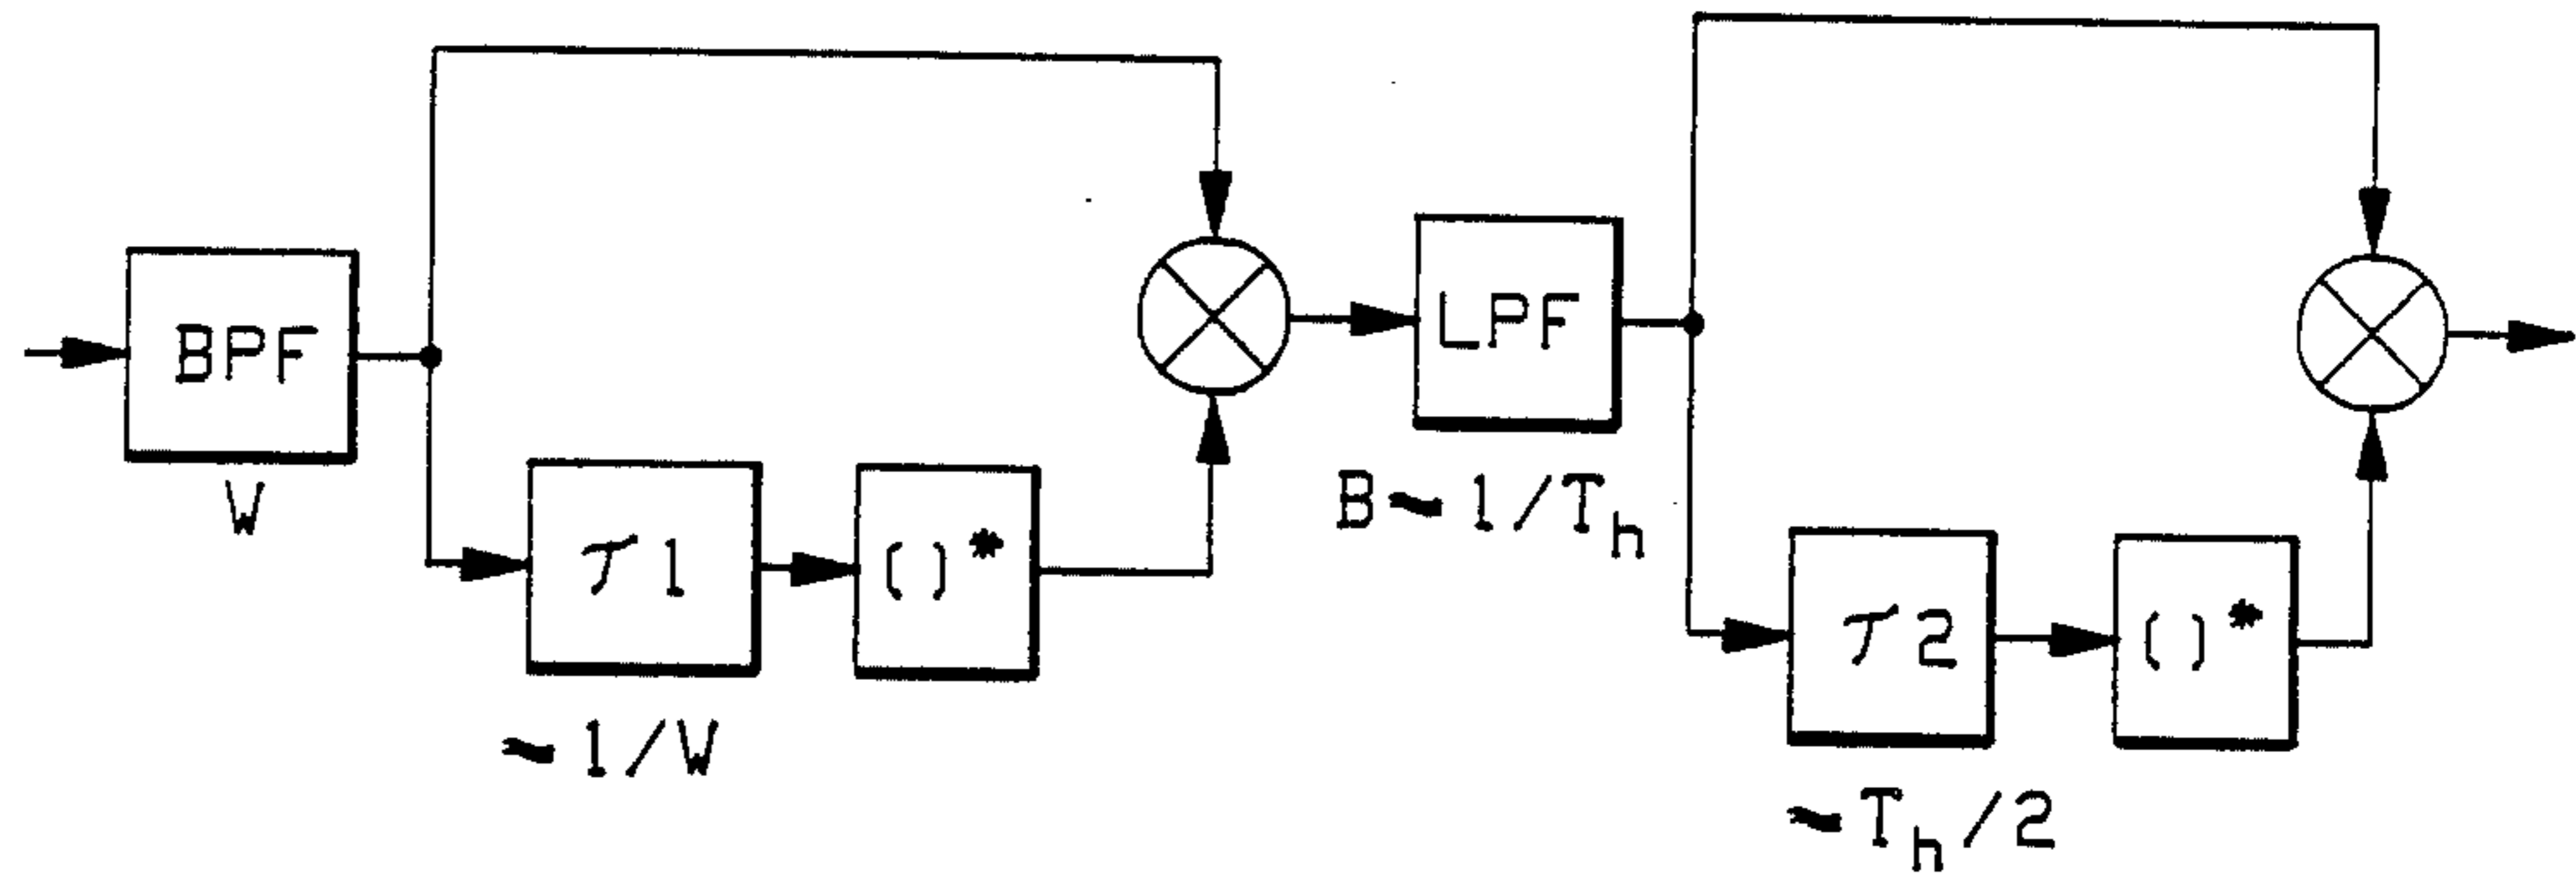 BPF
W
τ1
≈ 1/W
( )*
LPF
B ≈ 1/T_h
τ2
≈ T_h/2
( )*